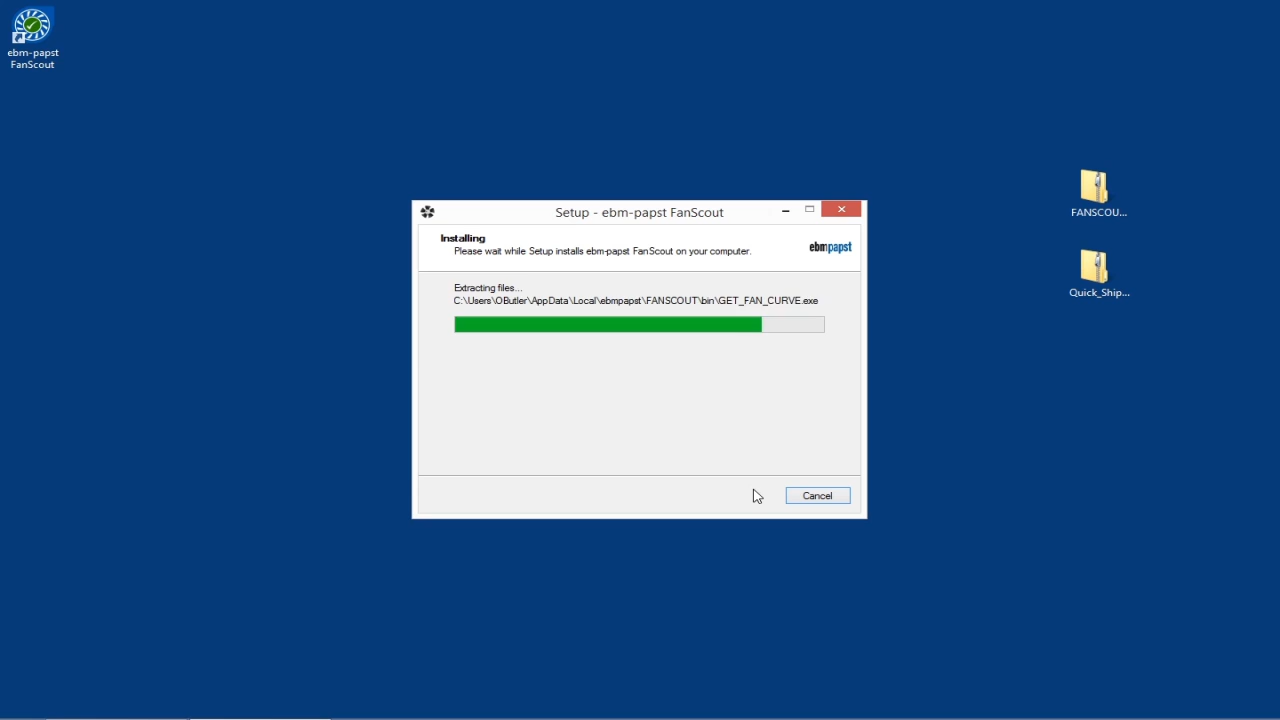 ebm-papst
FanScout
FANSCOU...
Quick_Ship...
Setup - ebm-papst FanScout
Installing
Please wait while Setup installs ebm-papst FanScout on your computer.
ebmpapst
Extracting files...
C:\Users\OButler\AppData\Local\ebmpapst\FANSCOUT\bin\GET_FAN_CURVE.exe
Cancel